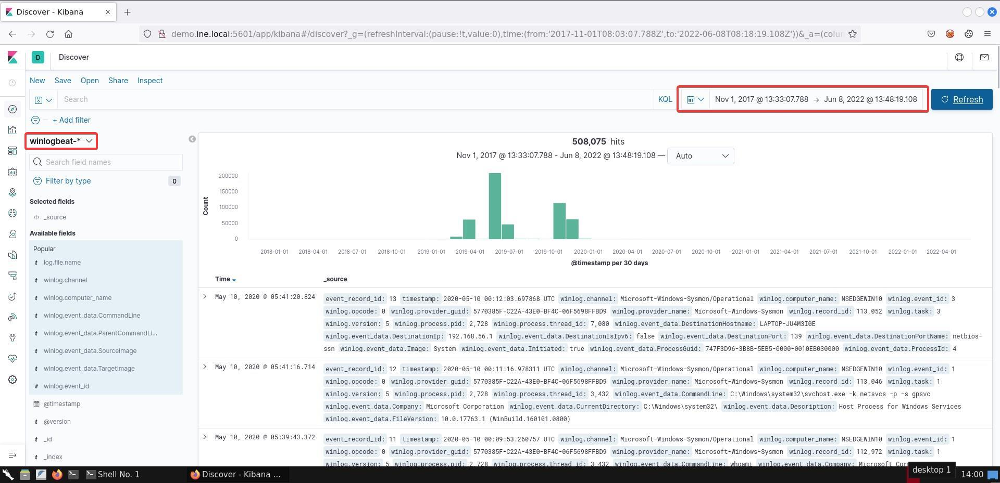 Discover - Kibana
demo.ine.local:5601/app/kibana#/discover?_g=(refreshInterval:(pause:!t,value:0),time:(from:'2017-11-01T08:03:07.788Z',to:'2022-06-08T08:18:19.108Z'))&_a=(colun
D Discover
New Save Open Share Inspect
Search KQL Nov 1, 2017 @ 13:33:07.788 → Jun 8, 2022 @ 13:48:19.108 Refresh
+ Add filter
winlogbeat-*
Search field names
Filter by type 0
Selected fields
</> _source
Available fields
Popular
t log.file.name
t winlog.channel
t winlog.computer_name
t winlog.event_data.CommandLine
t winlog.event_data.ParentCommandLi...
t winlog.event_data.SourceImage
t winlog.event_data.TargetImage
# winlog.event_id
@timestamp
t @version
t _id
t _index
508,075 hits
Nov 1, 2017 @ 13:33:07.788 - Jun 8, 2022 @ 13:48:19.108 — Auto
Count
200000
150000
100000
50000
0
2018-01-01 2018-04-01 2018-07-01 2018-10-01 2019-01-01 2019-04-01 2019-07-01 2019-10-01 2020-01-01 2020-04-01 2020-07-01 2020-10-01 2021-01-01 2021-04-01 2021-07-01 2021-10-01 2022-01-01 2022-04-01
@timestamp per 30 days
Time _source
May 10, 2020 @ 05:41:20.824 event_record_id: 13 timestamp: 2020-05-10 00:12:03.697868 UTC winlog.channel: Microsoft-Windows-Sysmon/Operational winlog.computer_name: MSEDGEWIN10 winlog.event_id: 3
winlog.opcode: 0 winlog.provider_guid: 5770385F-C22A-43E0-BF4C-06F5698FFBD9 winlog.provider_name: Microsoft-Windows-Sysmon winlog.record_id: 113,052 winlog.task: 3
winlog.version: 5 winlog.process.pid: 2,728 winlog.process.thread_id: 7,080 winlog.event_data.DestinationHostname: LAPTOP-JU4M3I0E
winlog.event_data.DestinationIp: 192.168.56.1 winlog.event_data.DestinationIsIpv6: false winlog.event_data.DestinationPort: 139 winlog.event_data.DestinationPortName: netbios-
ssn winlog.event_data.Image: System winlog.event_data.Initiated: true winlog.event_data.ProcessGuid: 747F3D96-3B8B-5EB5-0000-0010EB030000 winlog.event_data.ProcessId: 4
May 10, 2020 @ 05:41:16.714 event_record_id: 12 timestamp: 2020-05-10 00:11:16.978311 UTC winlog.channel: Microsoft-Windows-Sysmon/Operational winlog.computer_name: MSEDGEWIN10 winlog.event_id: 1
winlog.opcode: 0 winlog.provider_guid: 5770385F-C22A-43E0-BF4C-06F5698FFBD9 winlog.provider_name: Microsoft-Windows-Sysmon winlog.record_id: 113,046 winlog.task: 1
winlog.version: 5 winlog.process.pid: 2,728 winlog.process.thread_id: 3,432 winlog.event_data.CommandLine: C:\Windows\system32\svchost.exe -k netsvcs -p -s gpsvc
winlog.event_data.Company: Microsoft Corporation winlog.event_data.CurrentDirectory: C:\Windows\system32\ winlog.event_data.Description: Host Process for Windows Services
winlog.event_data.FileVersion: 10.0.17763.1 (WinBuild.160101.0800)
May 10, 2020 @ 05:39:43.372 event_record_id: 11 timestamp: 2020-05-10 00:09:53.260757 UTC winlog.channel: Microsoft-Windows-Sysmon/Operational winlog.computer_name: MSEDGEWIN10 winlog.event_id: 1
winlog.opcode: 0 winlog.provider_guid: 5770385F-C22A-43E0-BF4C-06F5698FFBD9 winlog.provider_name: Microsoft-Windows-Sysmon winlog.record_id: 112,972 winlog.task: 1
winlog.version: 5 winlog.process.pid: 2,728 winlog.process.thread_id: 3,432 winlog.event_data.CommandLine: whoami winlog.event_data.Company: Microsoft Cor
desktop 1
Shell No. 1 Discover - Kibana ... 14:00